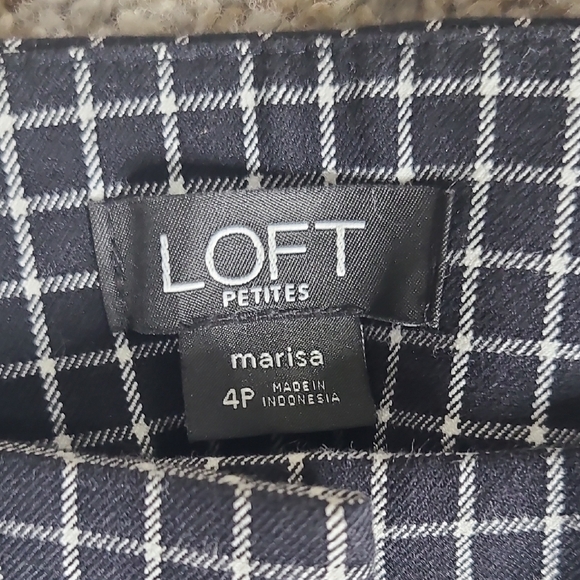 LOFT
PETITES
marisa
4P MADE IN
INDONESIA